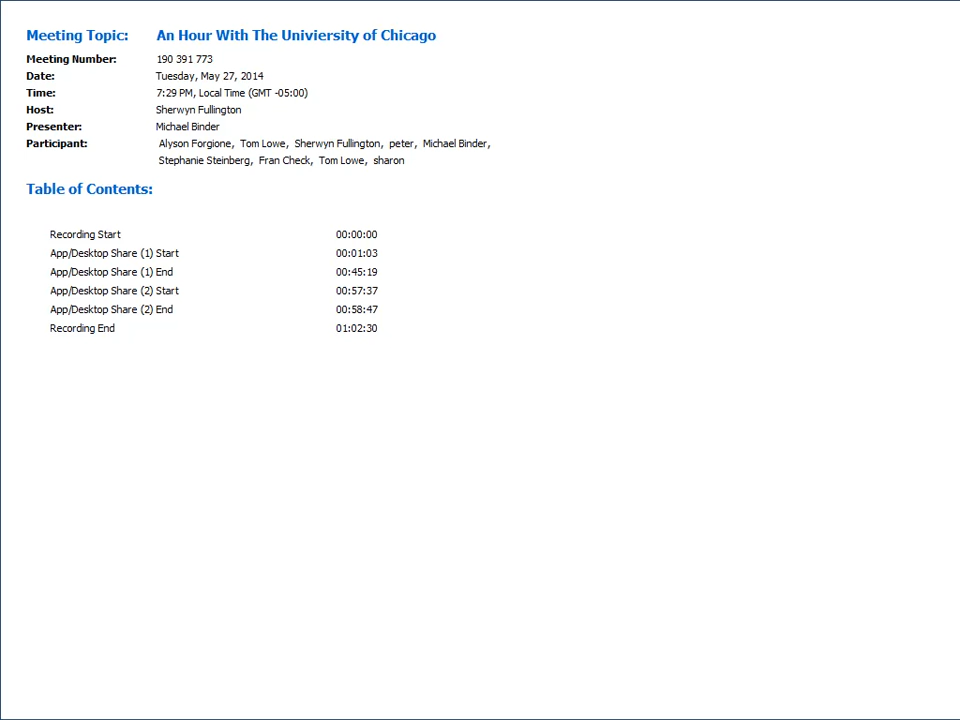 Meeting Topic: An Hour With The Univiersity of Chicago
Meeting Number: 190 391 773
Date: Tuesday, May 27, 2014
Time: 7:29 PM, Local Time (GMT -05:00)
Host: Sherwyn Fullington
Presenter: Michael Binder
Participant: Alyson Forgione, Tom Lowe, Sherwyn Fullington, peter, Michael Binder,
Stephanie Steinberg, Fran Check, Tom Lowe, sharon
Table of Contents:
Recording Start 00:00:00
App/Desktop Share (1) Start 00:01:03
App/Desktop Share (1) End 00:45:19
App/Desktop Share (2) Start 00:57:37
App/Desktop Share (2) End 00:58:47
Recording End 01:02:30